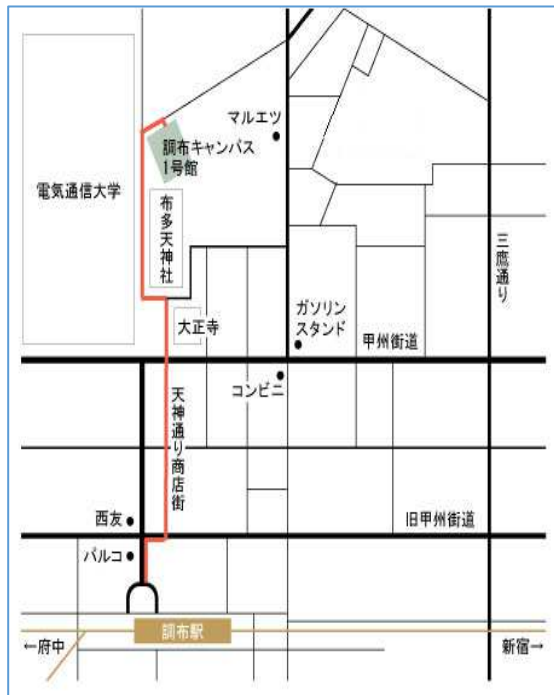 マルエツ
調布キャンパス
1号館
電気通信大学
布多天神社
三鷹通り
大正寺
ガソリン
スタンド
甲州街道
コンビニ
天神通り商店街
西友
旧甲州街道
パルコ
調布駅
←府中
新宿→